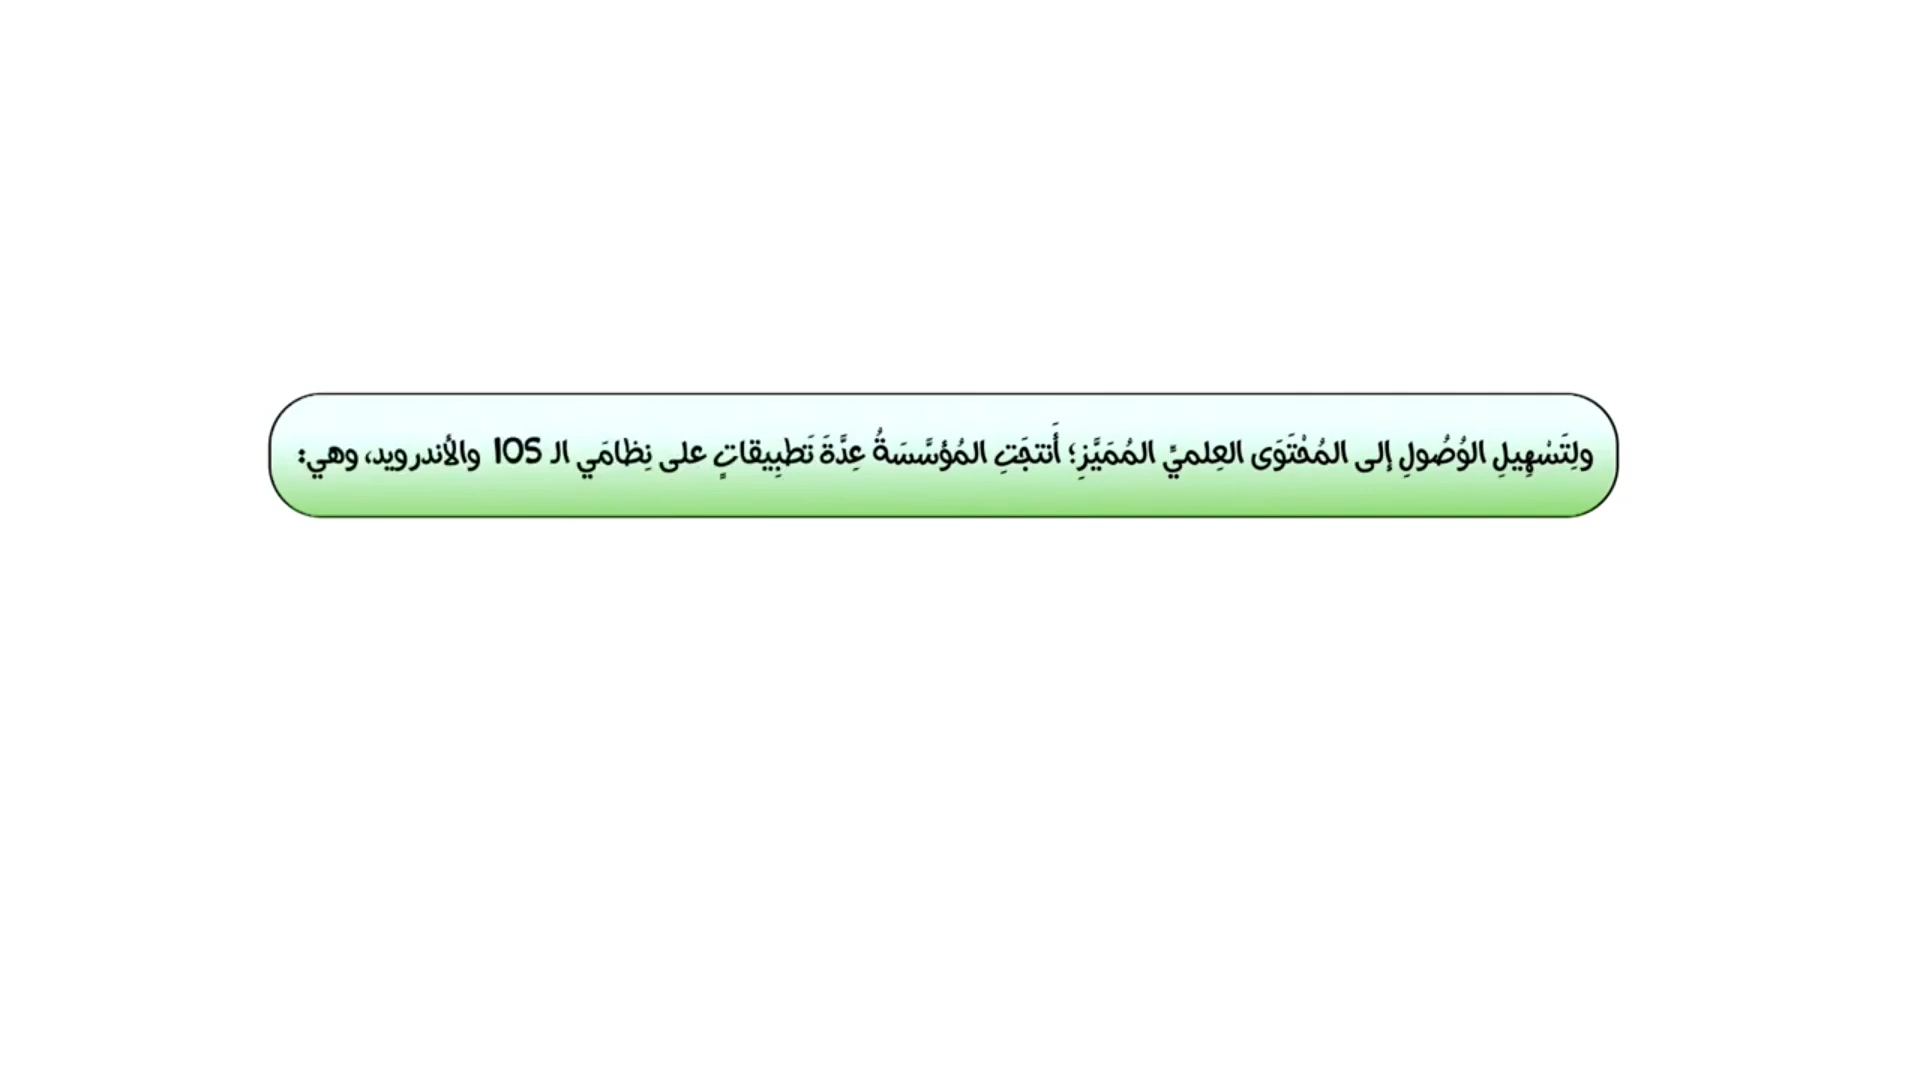 ولِتَسْهِيلِ الوُصُولِ إلى المُحْتَوَى العِلميِّ المُمَيَّزِ؛ أَنتجَتِ المُؤسَّسَةُ عِدَّةَ تَطبِيقاتٍ على نِظامَي الـ IOS والأندرويد، وهي: